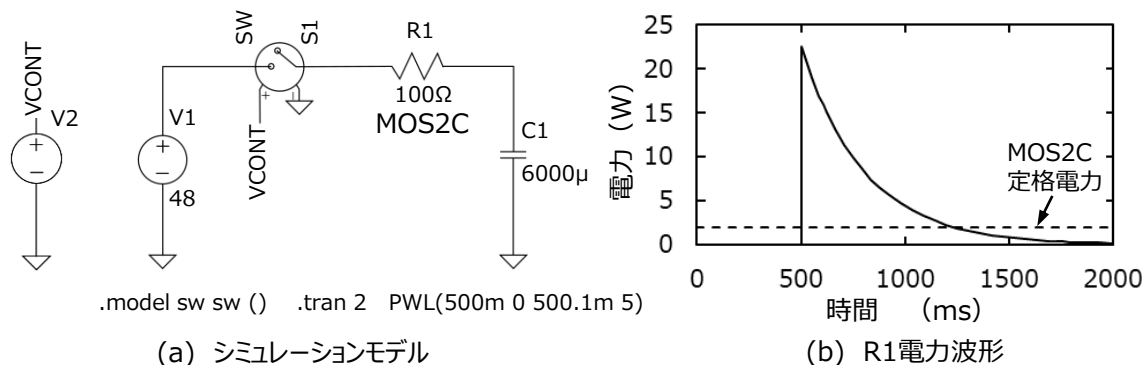 SW
S1
R1
100Ω
MOS2C
VCONT
V2
V1
48
VCONT
C1
6000µ
.model sw sw () .tran 2 PWL(500m 0 500.1m 5)
(a) シミュレーションモデル
電力 (W)
25
20
15
10
5
0
MOS2C
定格電力
0 500 1000 1500 2000
時間 (ms)
(b) R1電力波形